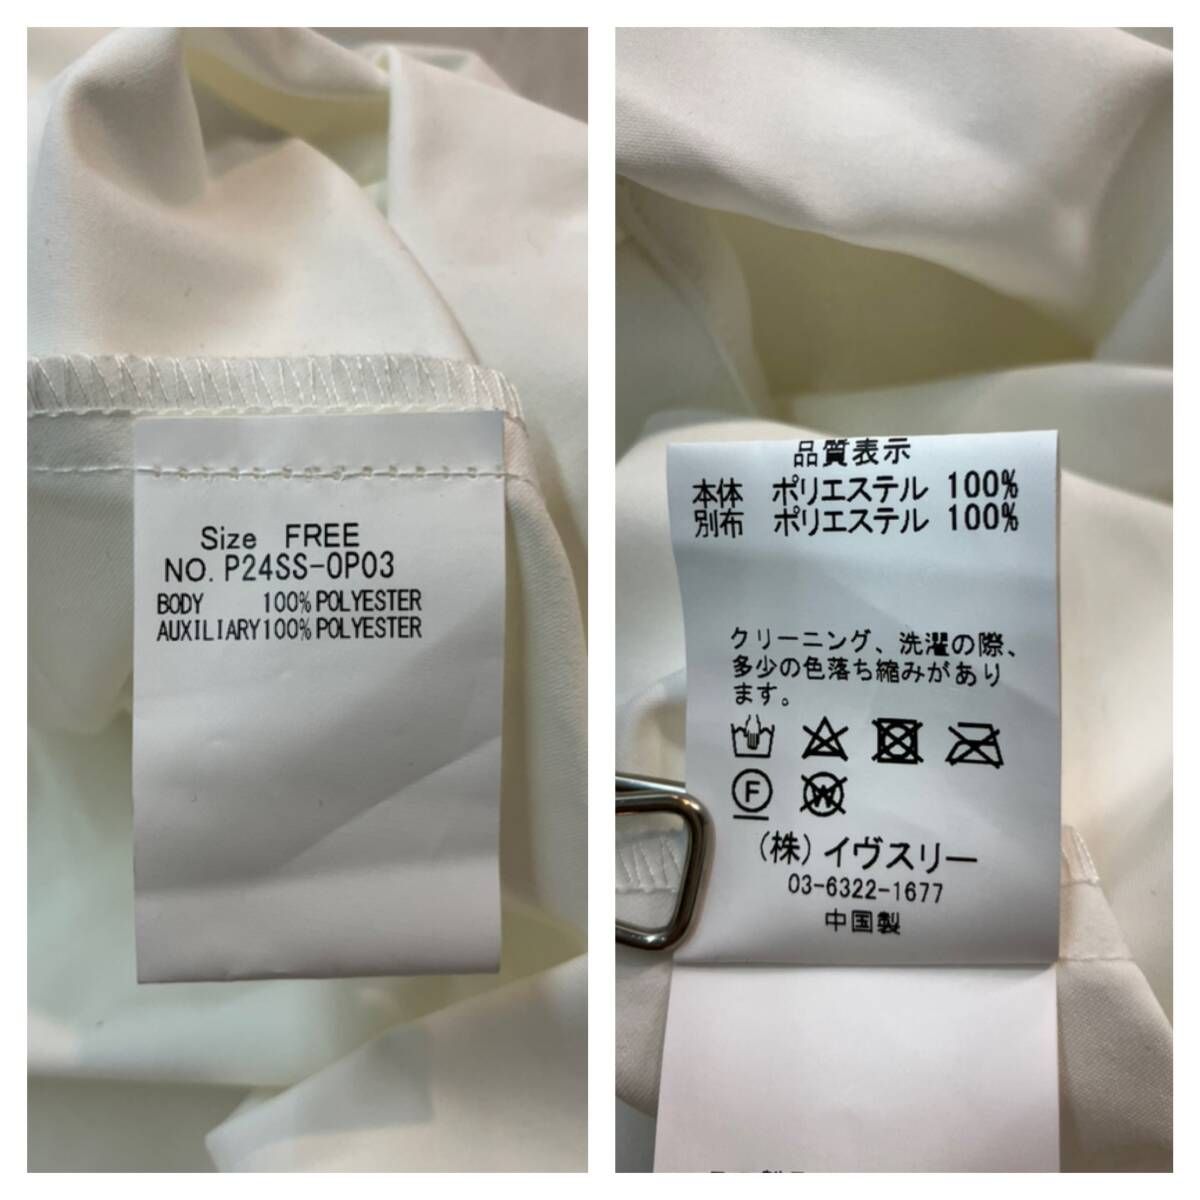 Size FREE
NO. P24SS-OP03
BODY 100% POLYESTER
AUXILIARY 100% POLYESTER
品質表示
本体 ポリエステル 100%
別布 ポリエステル 100%
クリーニング、洗濯の際、
多少の色落ち縮みがあり
ます。
F W
(株)イヴスリー
03-6322-1677
中国製